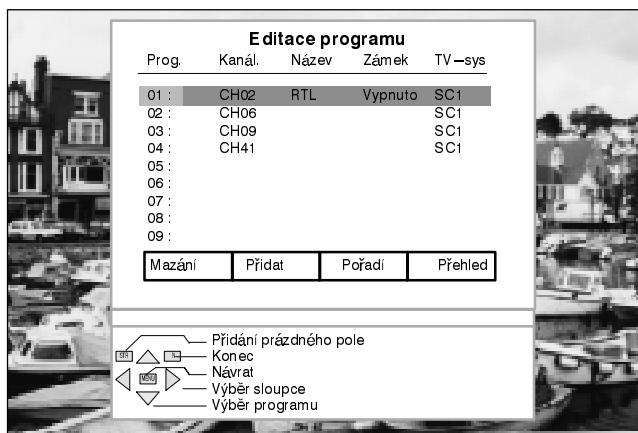 Editace programu
Prog. Kanál. Název Zámek TV–sys
01 : CH02 RTL Vypnuto SC1
02 : CH06 SC1
03 : CH09 SC1
04 : CH41 SC1
05 :
06 :
07 :
08 :
09 :
Mazání Přidat Pořadí Přehled
Přidání prázdného pole
Konec
MENU Návrat
Výběr sloupce
Výběr programu